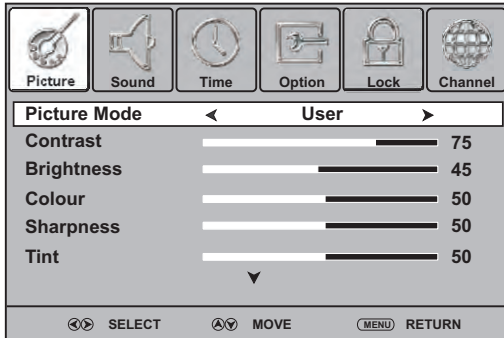 Picture Sound Time Option Lock Channel
Picture Mode User
Contrast 75
Brightness 45
Colour 50
Sharpness 50
Tint 50
SELECT MOVE MENU RETURN